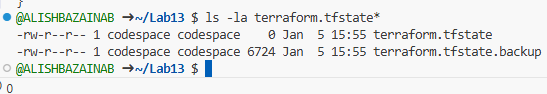 }
@ALISHBAZAINAB ➜~/Lab13 $ ls -la terraform.tfstate*
-rw-r--r-- 1 codespace codespace    0 Jan  5 15:55 terraform.tfstate
-rw-r--r-- 1 codespace codespace 6724 Jan  5 15:55 terraform.tfstate.backup
@ALISHBAZAINAB ➜~/Lab13 $
0